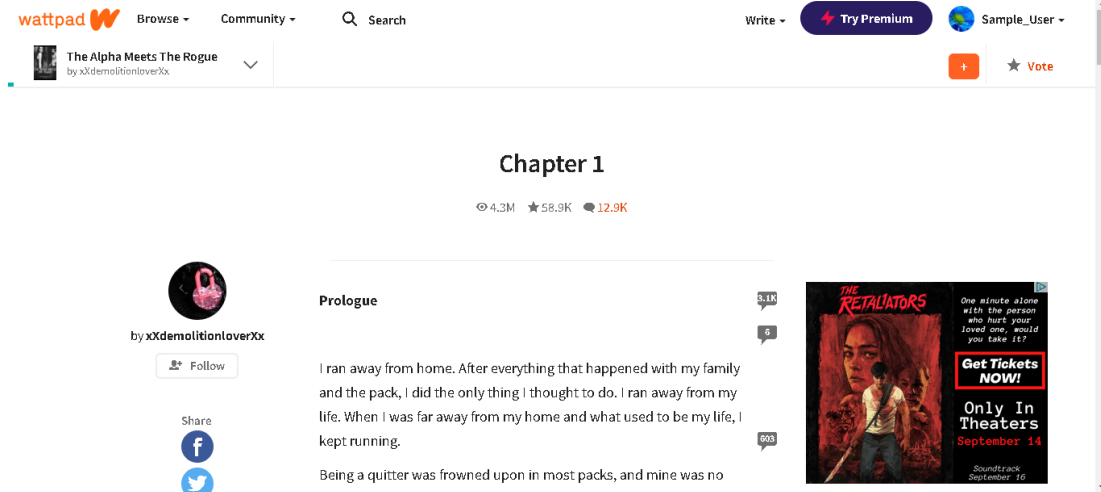 wattpad
Browse
Community
Search
Write
Try Premium
Sample_User
The Alpha Meets The Rogue
by xXdemolitionloverXx
+
Vote
Chapter 1
4.3M 58.9K 12.9K
by xXdemolitionloverXx
Follow
Share
Prologue
3.1K
6
I ran away from home. After everything that happened with my family
and the pack, I did the only thing I thought to do. I ran away from my
life. When I was far away from my home and what used to be my life, I
kept running.
603
Being a quitter was frowned upon in most packs, and mine was no
THE
RETALIATORS
One minute alone
with the person
who hurt your
loved one, would
you take it?
Get Tickets
NOW!
Only In
Theaters
September 14
Soundtrack
September 16